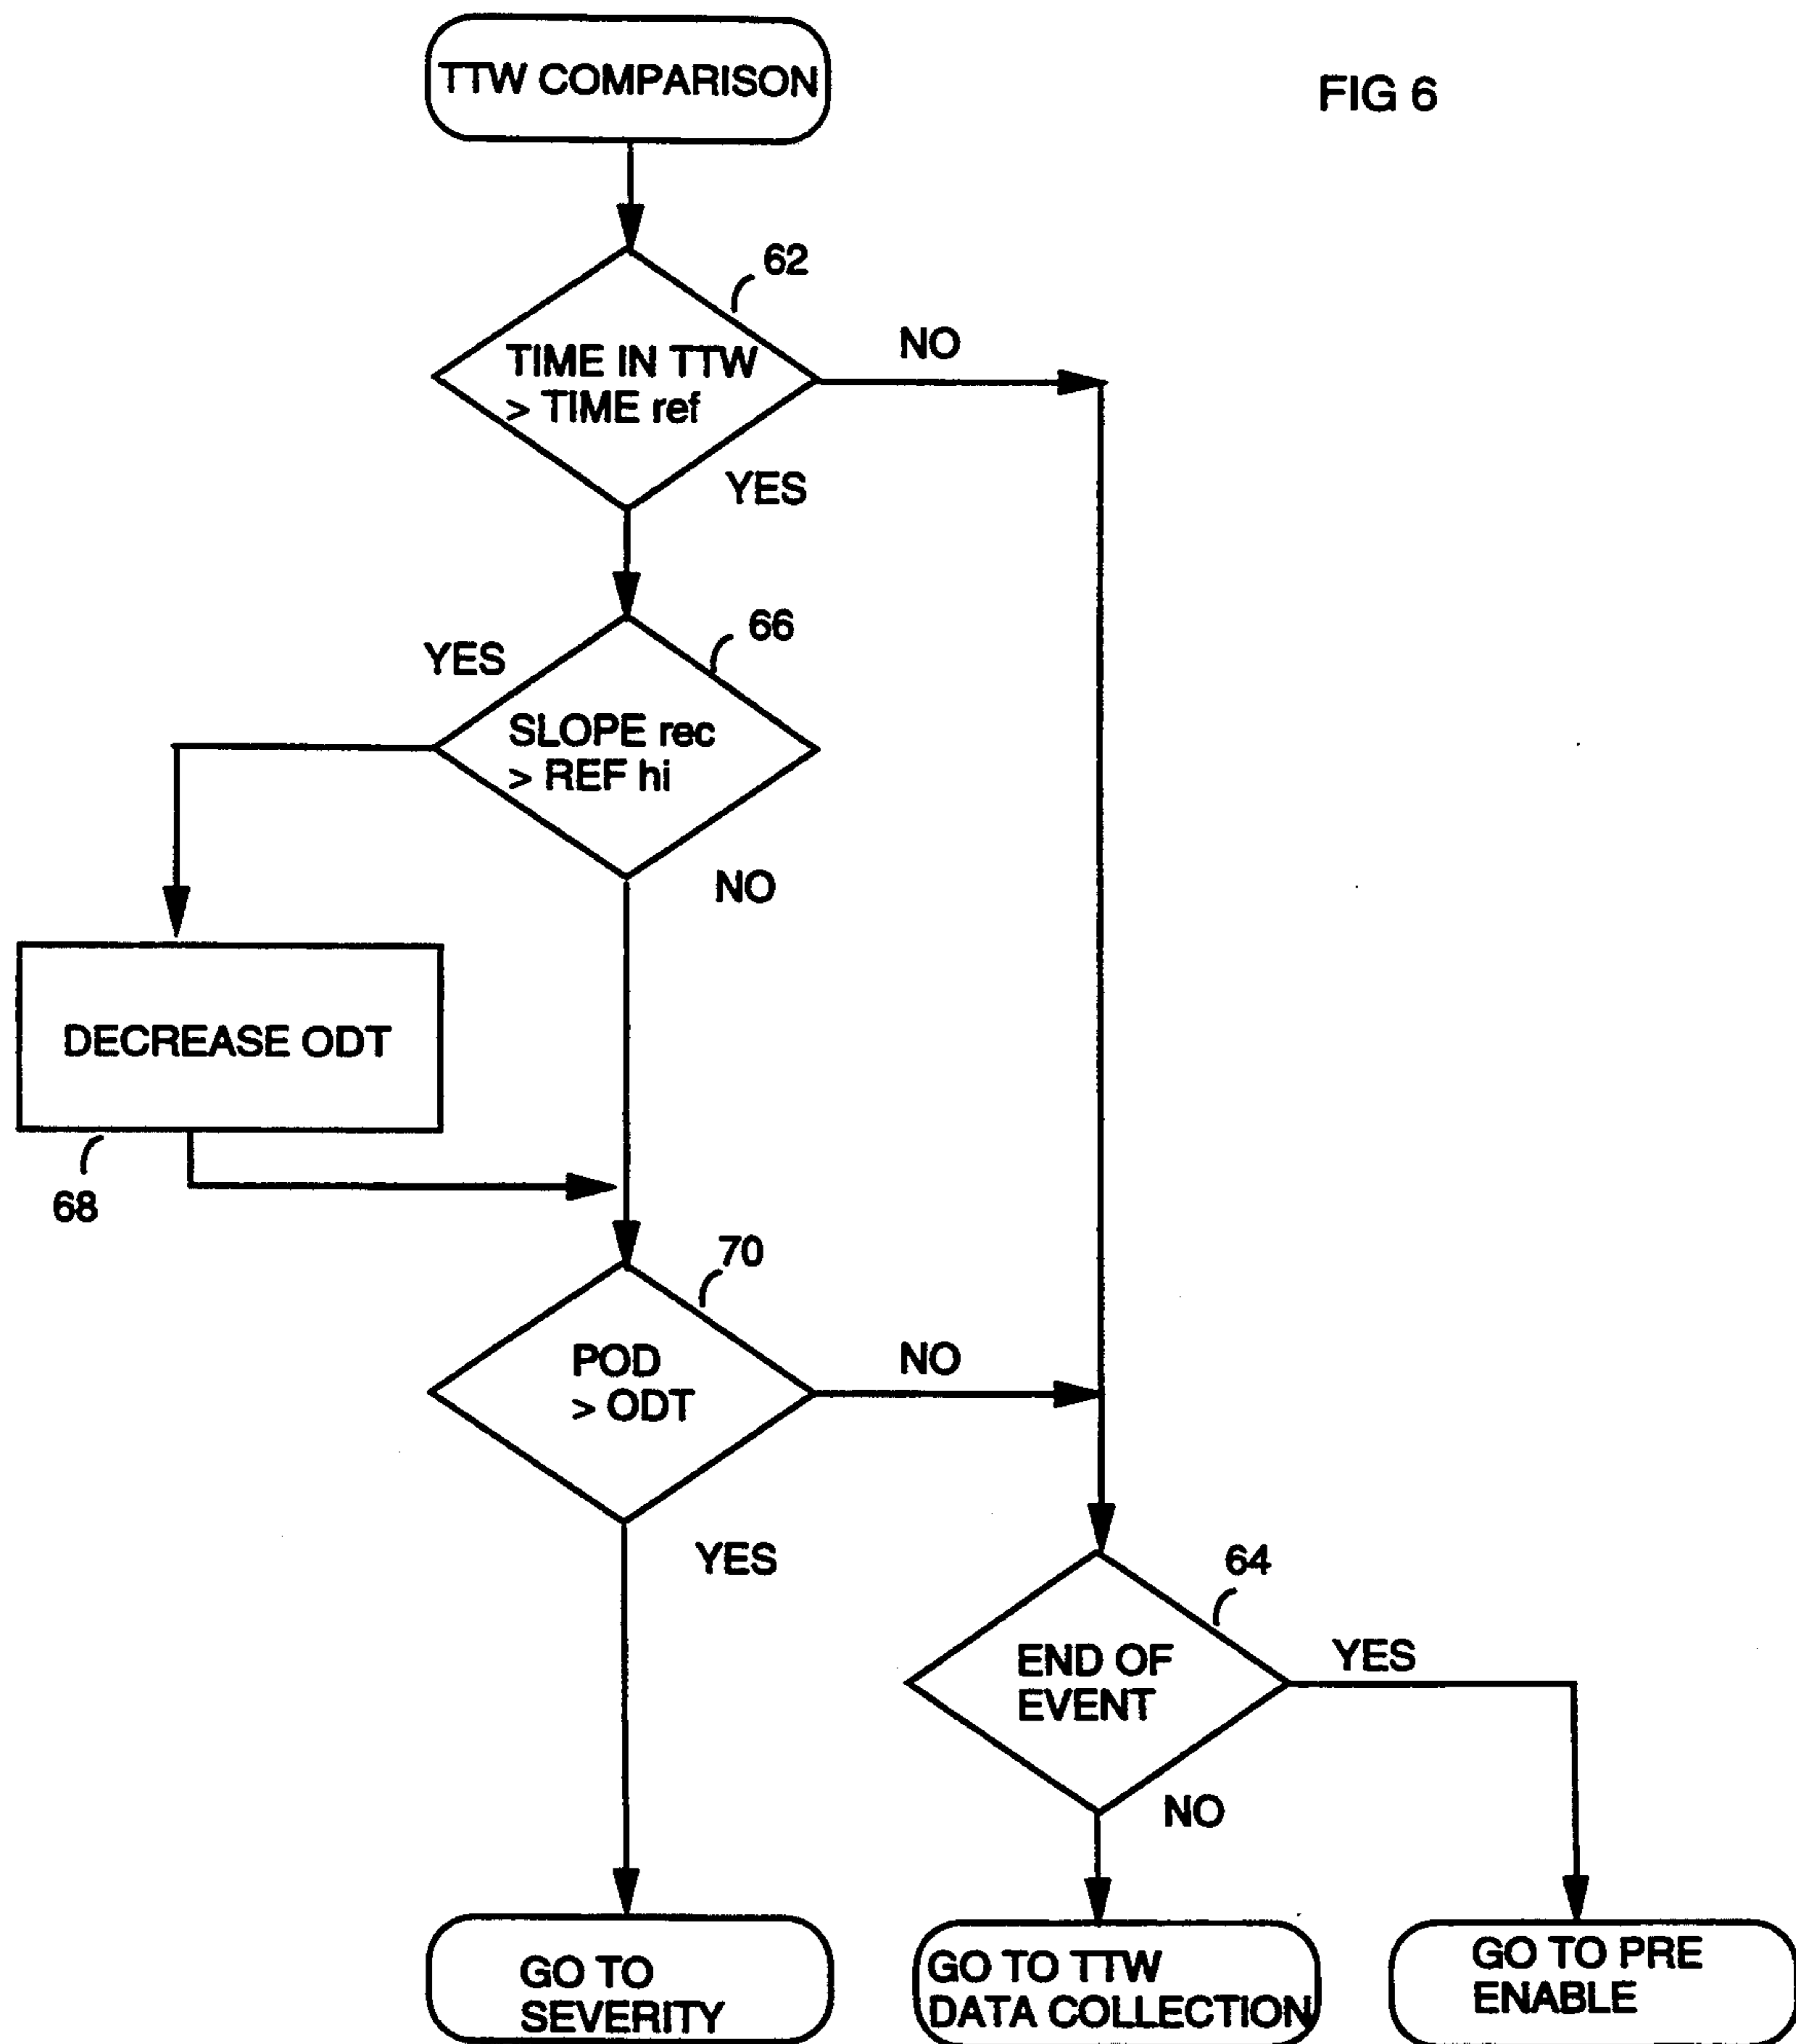 TTW COMPARISON
FIG 6
62
TIME IN TTW
> TIME ref
NO
YES
66
YES
SLOPE rec
> REF hi
NO
DECREASE ODT
68
70
POD
> ODT
NO
YES
64
END OF
EVENT
YES
NO
GO TO
SEVERITY
GO TO TTW
DATA COLLECTION
GO TO PRE
ENABLE